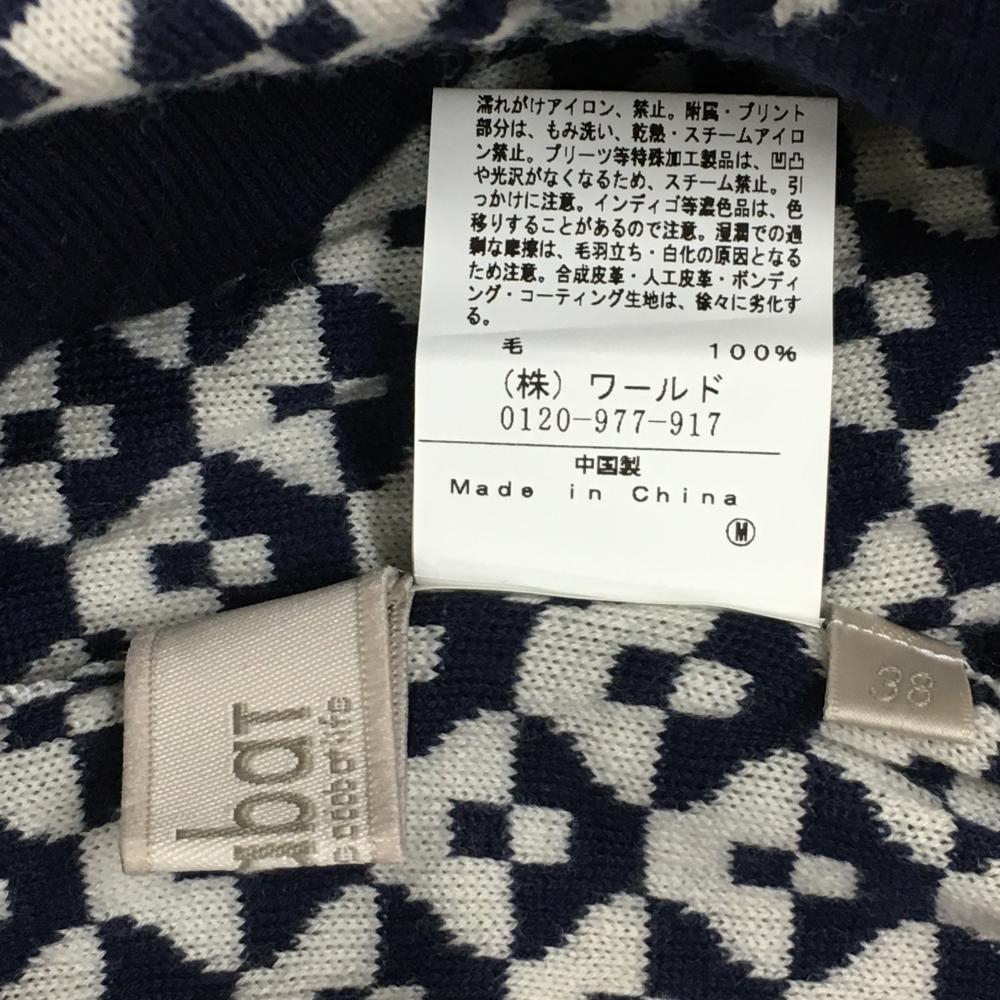 濡れがけアイロン、禁止。附属・プリント
部分は、もみ洗い、乾熱・スチームアイロ
ン禁止。プリーツ等特殊加工製品は、凹凸
や光沢がなくなるため、スチーム禁止。引
っかけに注意。インディゴ等濃色品は、色
移りすることがあるので注意。湿潤での過
剰な摩擦は、毛羽立ち・白化の原因となる
ため注意。合成皮革・人工皮革・ボンディ
ング・コーティング生地は、徐々に劣化す
る。
毛 100%
(株) ワールド
0120-977-917
中国製
Made in China
M
38